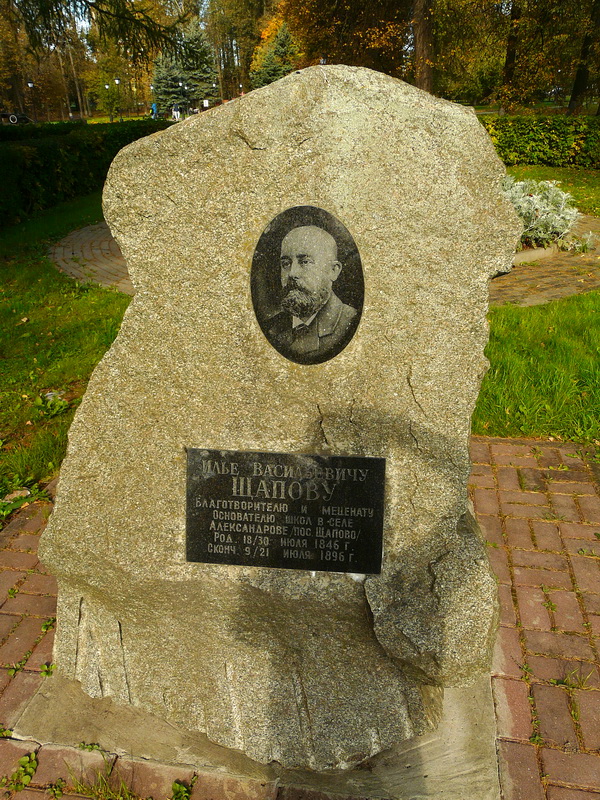 ИЛЬЕ ВАСИЛЬЕВИЧУ
ЩАПОВУ
БЛАГОТВОРИТЕЛЮ И МЕЦЕНАТУ
ОСНОВАТЕЛЮ ШКОЛ В СЕЛЕ
АЛЕКСАНДРОВЕ /ПОС. ЩАПОВО/
РОД. 18/30 ИЮЛЯ 1846 Г.
СКОНЧ. 9/21 ИЮЛЯ 1896 Г.